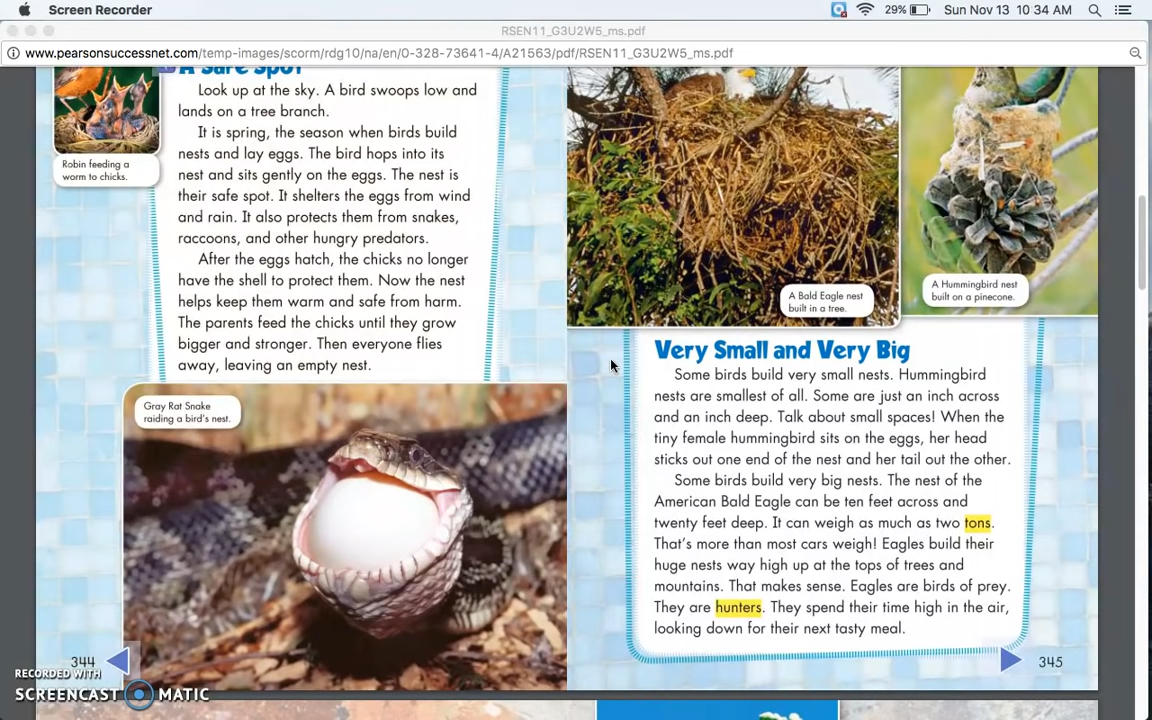 Screen Recorder
29%
Sun Nov 13 10:34 AM
RSEN11_G3U2W5_ms.pdf
www.pearsonsuccessnet.com/temp-images/scorm/rdg10/na/en/0-328-73641-4/A21563/pdf/RSEN11_G3U2W5_ms.pdf
A Safe Spot
Look up at the sky. A bird swoops low and
lands on a tree branch.
It is spring, the season when birds build
nests and lay eggs. The bird hops into its
nest and sits gently on the eggs. The nest is
their safe spot. It shelters the eggs from wind
and rain. It also protects them from snakes,
raccoons, and other hungry predators.
After the eggs hatch, the chicks no longer
have the shell to protect them. Now the nest
helps keep them warm and safe from harm.
The parents feed the chicks until they grow
bigger and stronger. Then everyone flies
away, leaving an empty nest.
Robin feeding a
worm to chicks.
Gray Rat Snake
raiding a bird's nest.
344
A Bald Eagle nest
built in a tree.
A Hummingbird nest
built on a pinecone.
Very Small and Very Big
Some birds build very small nests. Hummingbird
nests are smallest of all. Some are just an inch across
and an inch deep. Talk about small spaces! When the
tiny female hummingbird sits on the eggs, her head
sticks out one end of the nest and her tail out the other.
Some birds build very big nests. The nest of the
American Bald Eagle can be ten feet across and
twenty feet deep. It can weigh as much as two tons.
That's more than most cars weigh! Eagles build their
huge nests way high up at the tops of trees and
mountains. That makes sense. Eagles are birds of prey.
They are hunters. They spend their time high in the air,
looking down for their next tasty meal.
345
RECORDED WITH
SCREENCAST MATIC